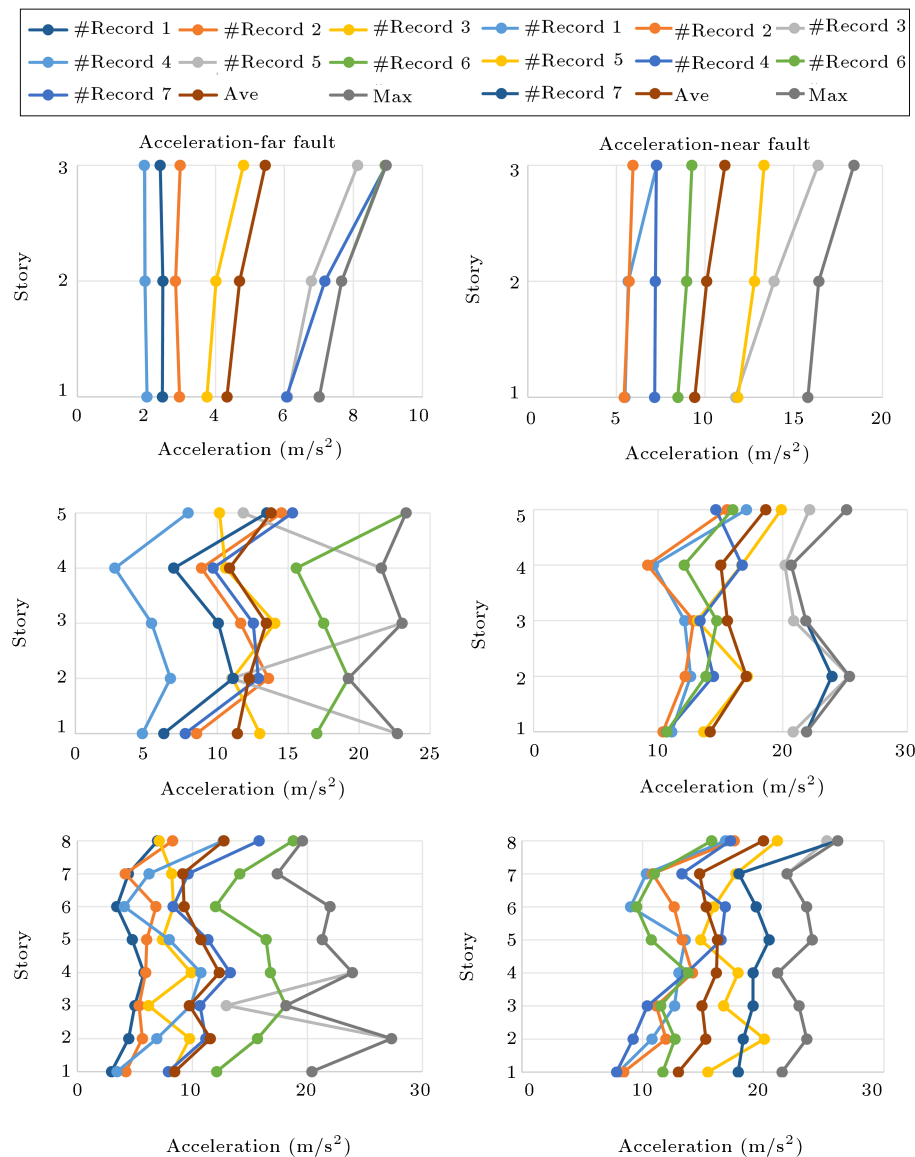 #Record 1 #Record 2 #Record 3 #Record 1 #Record 2 #Record 3
#Record 4 #Record 5 #Record 6 #Record 5 #Record 4 #Record 6
#Record 7 Ave Max #Record 7 Ave Max
Acceleration-far fault
3
2
1
Story
0 2 4 6 8 10
Acceleration (m/s²)
Acceleration-near fault
3
2
1
Story
0 5 10 15 20
Acceleration (m/s²)
5
4
3
2
1
Story
0 5 10 15 20 25
Acceleration (m/s²)
5
4
3
2
1
Story
0 10 20 30
Acceleration (m/s²)
8
7
6
5
4
3
2
1
Story
0 10 20 30
Acceleration (m/s²)
8
7
6
5
4
3
2
1
Story
0 10 20 30
Acceleration (m/s²)